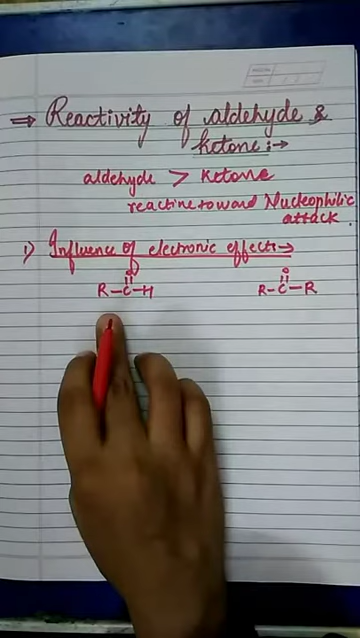 ⇒ Reactivity of aldehyde &
ketone:→
aldehyde > Ketone
reactive toward Nucleophilic
attack.
1) Influence of electronic effect:→
O O
R–C–H R–C–R